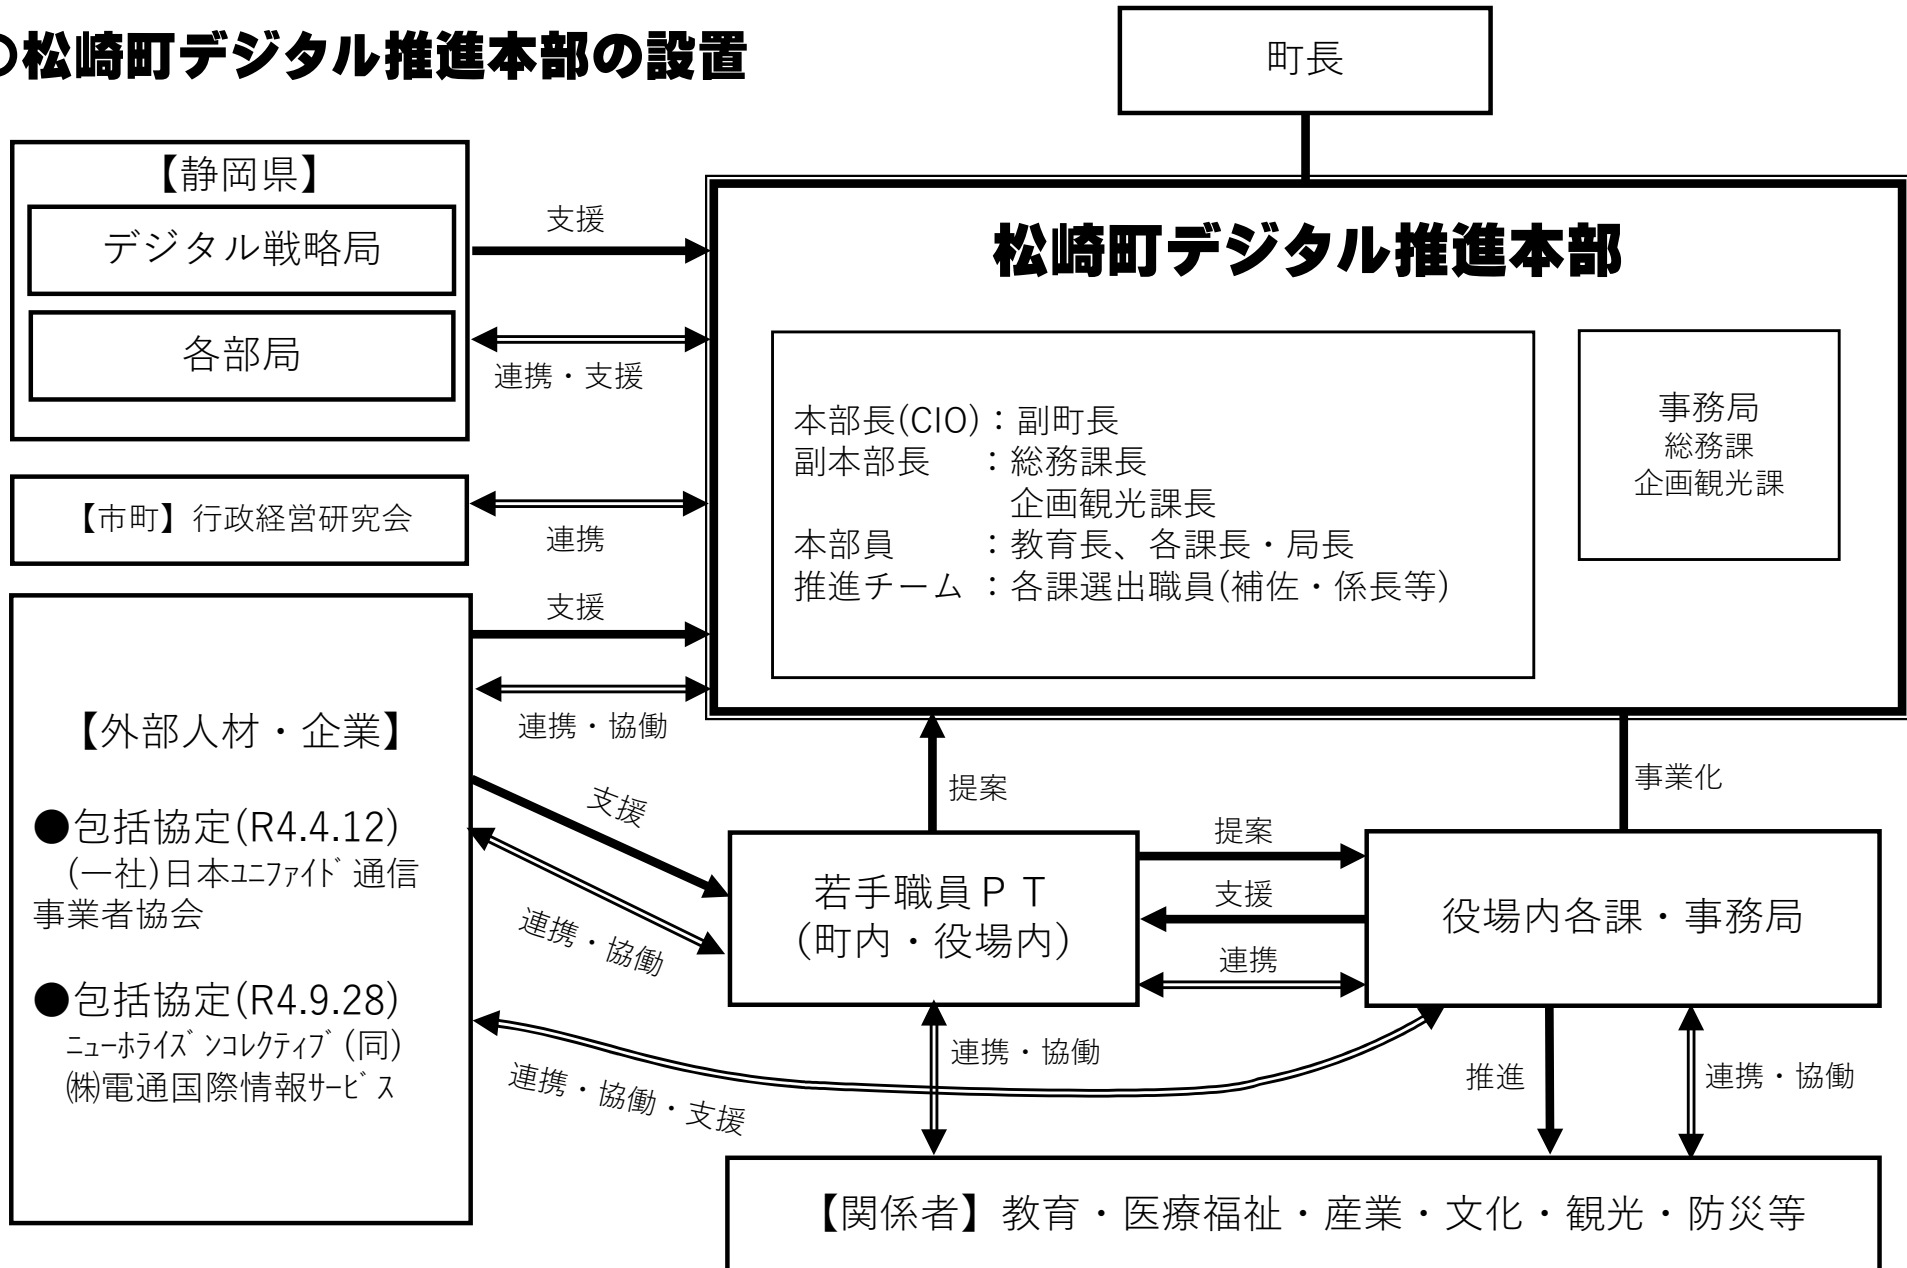 ○松崎町デジタル推進本部の設置
町長
【静岡県】
デジタル戦略局
各部局
支援
連携・支援
【市町】行政経営研究会
連携
松崎町デジタル推進本部
本部長(CIO)：副町長
副本部長　：総務課長
企画観光課長
本部員　　：教育長、各課長・局長
推進チーム ：各課選出職員(補佐・係長等)
事務局
総務課
企画観光課
支援
連携・協働
【外部人材・企業】
●包括協定(R4.4.12)
(一社)日本ﾕﾆﾌｧｲﾄﾞ通信
事業者協会
●包括協定(R4.9.28)
ﾆｭｰﾎﾗｲｽﾞﾝｺﾚｸﾃｨﾌﾞ(同)
㈱電通国際情報ｻｰﾋﾞｽ
支援
連携・協働
連携・協働・支援
提案
事業化
若手職員ＰＴ
(町内・役場内)
提案
支援
連携
役場内各課・事務局
連携・協働
推進
連携・協働
【関係者】教育・医療福祉・産業・文化・観光・防災等